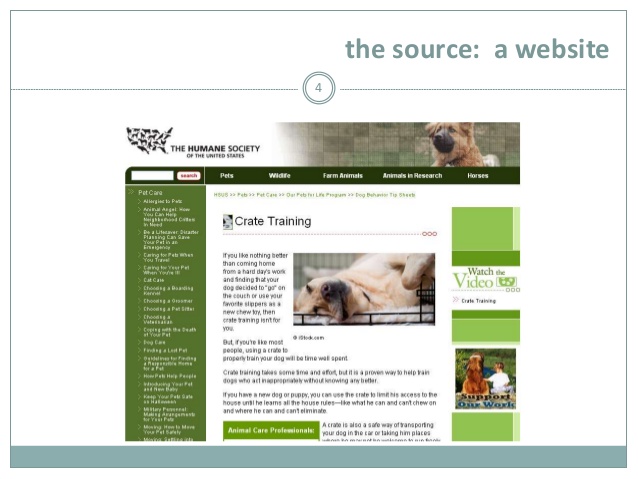 the source:  a website
4
THE HUMANE SOCIETY
OF THE UNITED STATES
search
Pets Wildlife Farm Animals Animals in Research Horses
HSUS >> Pets >> Pet Care >> Our Pets for Life Program >> Dog Behavior Tip Sheets
Pet Care
Allergies to Pets
Animal Anger: How
You Can Help
Neighborhood Critters
In Need
Be a Lifesaver: Disaster
Planning Can Save
Your Pet in an
Emergency
Caring for Pets When
You Travel
Caring for Your Pet
When You're Ill
Cat Care
Choosing a Boarding
Kennel
Choosing a Groomer
Choosing a Pet Sitter
Choosing a
Veterinarian
Coping with the Death
of Your Pet
Dog Care
Finding a Lost Pet
Guidelines for Finding
a Responsible Home
for a Pet
How Pets Help People
Introducing Your Pet
and New Baby
Keep Your Pets Safe
on Halloween
Military Personnel:
Making Arrangements
for Your Pets
Moving: How to Move
Your Pet Safely
Moving: Settling into
Crate Training
If you like nothing better
than coming home
from a hard day's work
and finding that your
dog decided to "go" on
the couch or use your
favorite slippers as a
new chew toy, then
crate training isn't for
you.
© iStock.com
But, if you're like most
people, using a crate to
properly train your dog will be time well spent.
Crate training takes some time and effort, but it is a proven way to help train
dogs who act inappropriately without knowing any better.
If you have a new dog or puppy, you can use the crate to limit his access to the
house until he learns all the house rules—like what he can and can't chew on
and where he can and can't eliminate.
Animal Care Professionals:
A crate is also a safe way of transporting
your dog in the car or taking him places
Watch the
Video
Crate Training
Support
Our Work